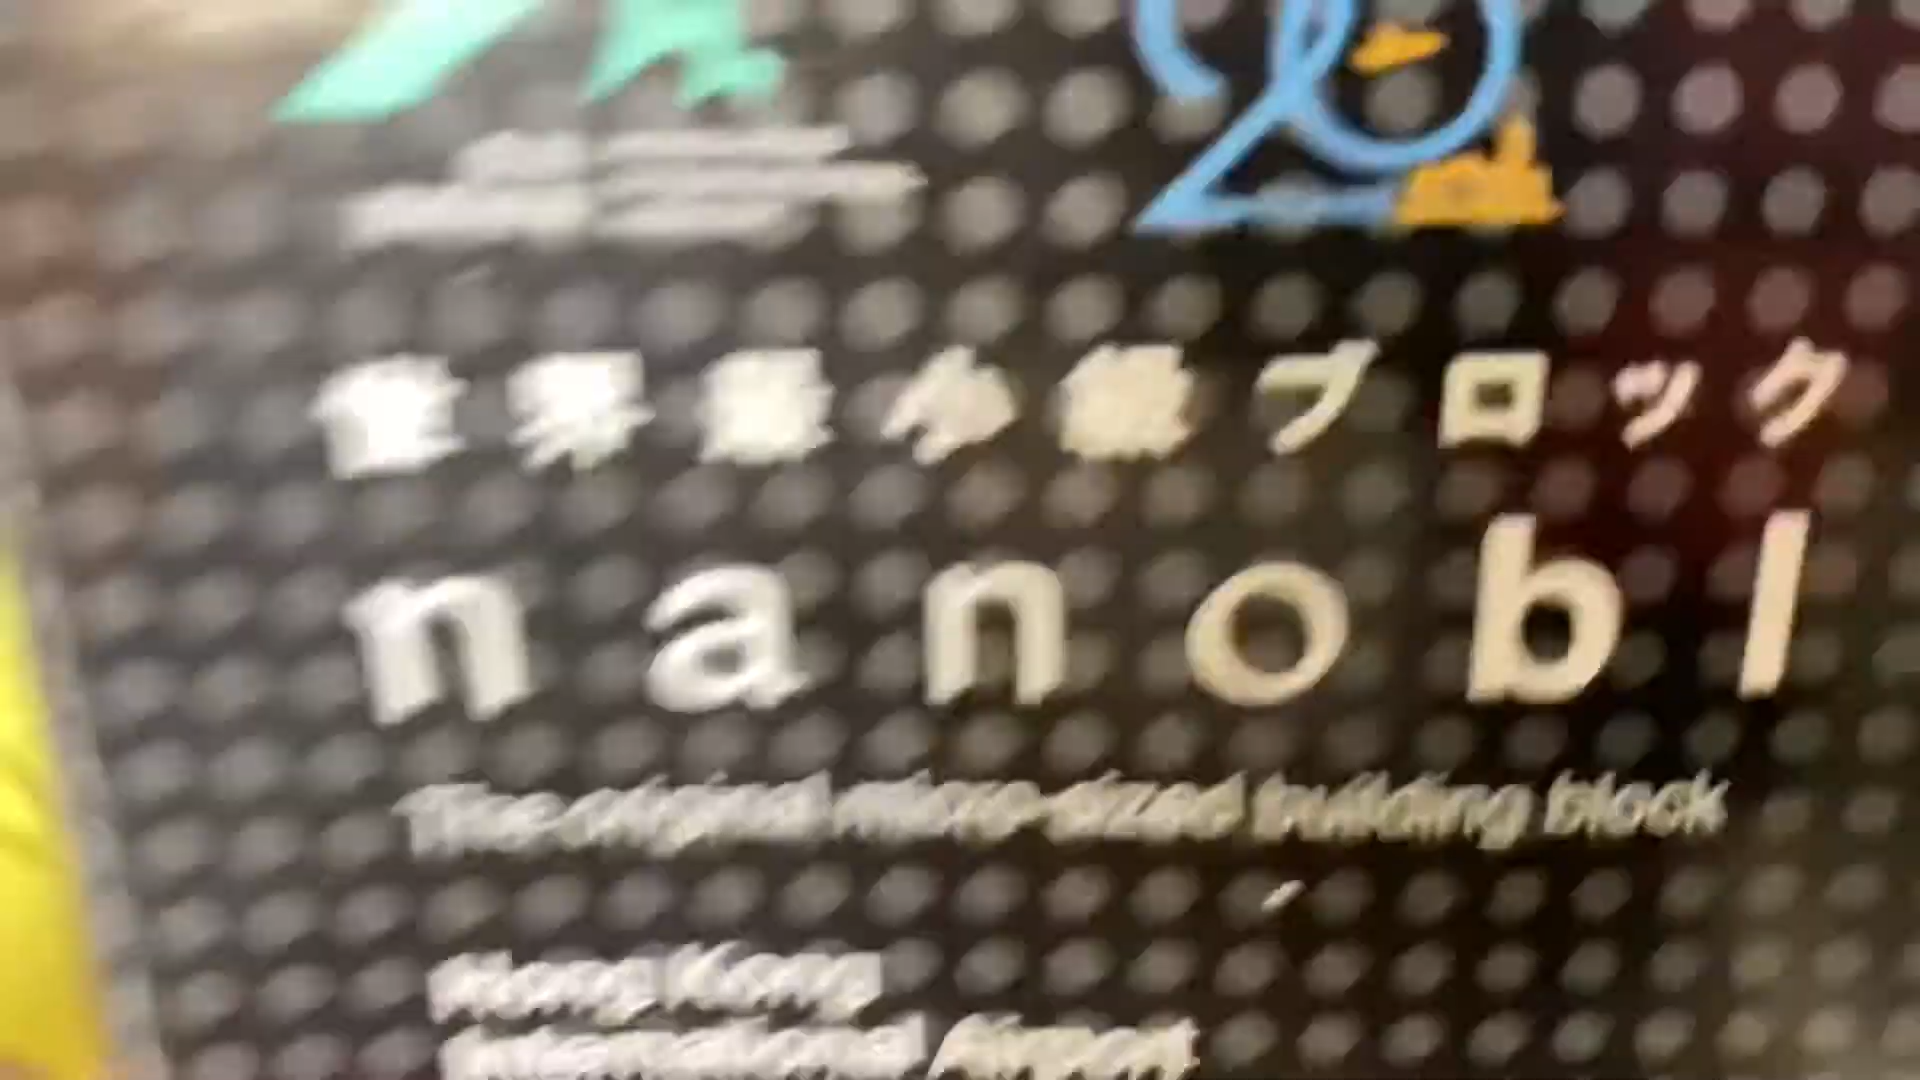 世界最小級ブロック
nanobl
The original micro-sized building block
Hong Kong
International Airport